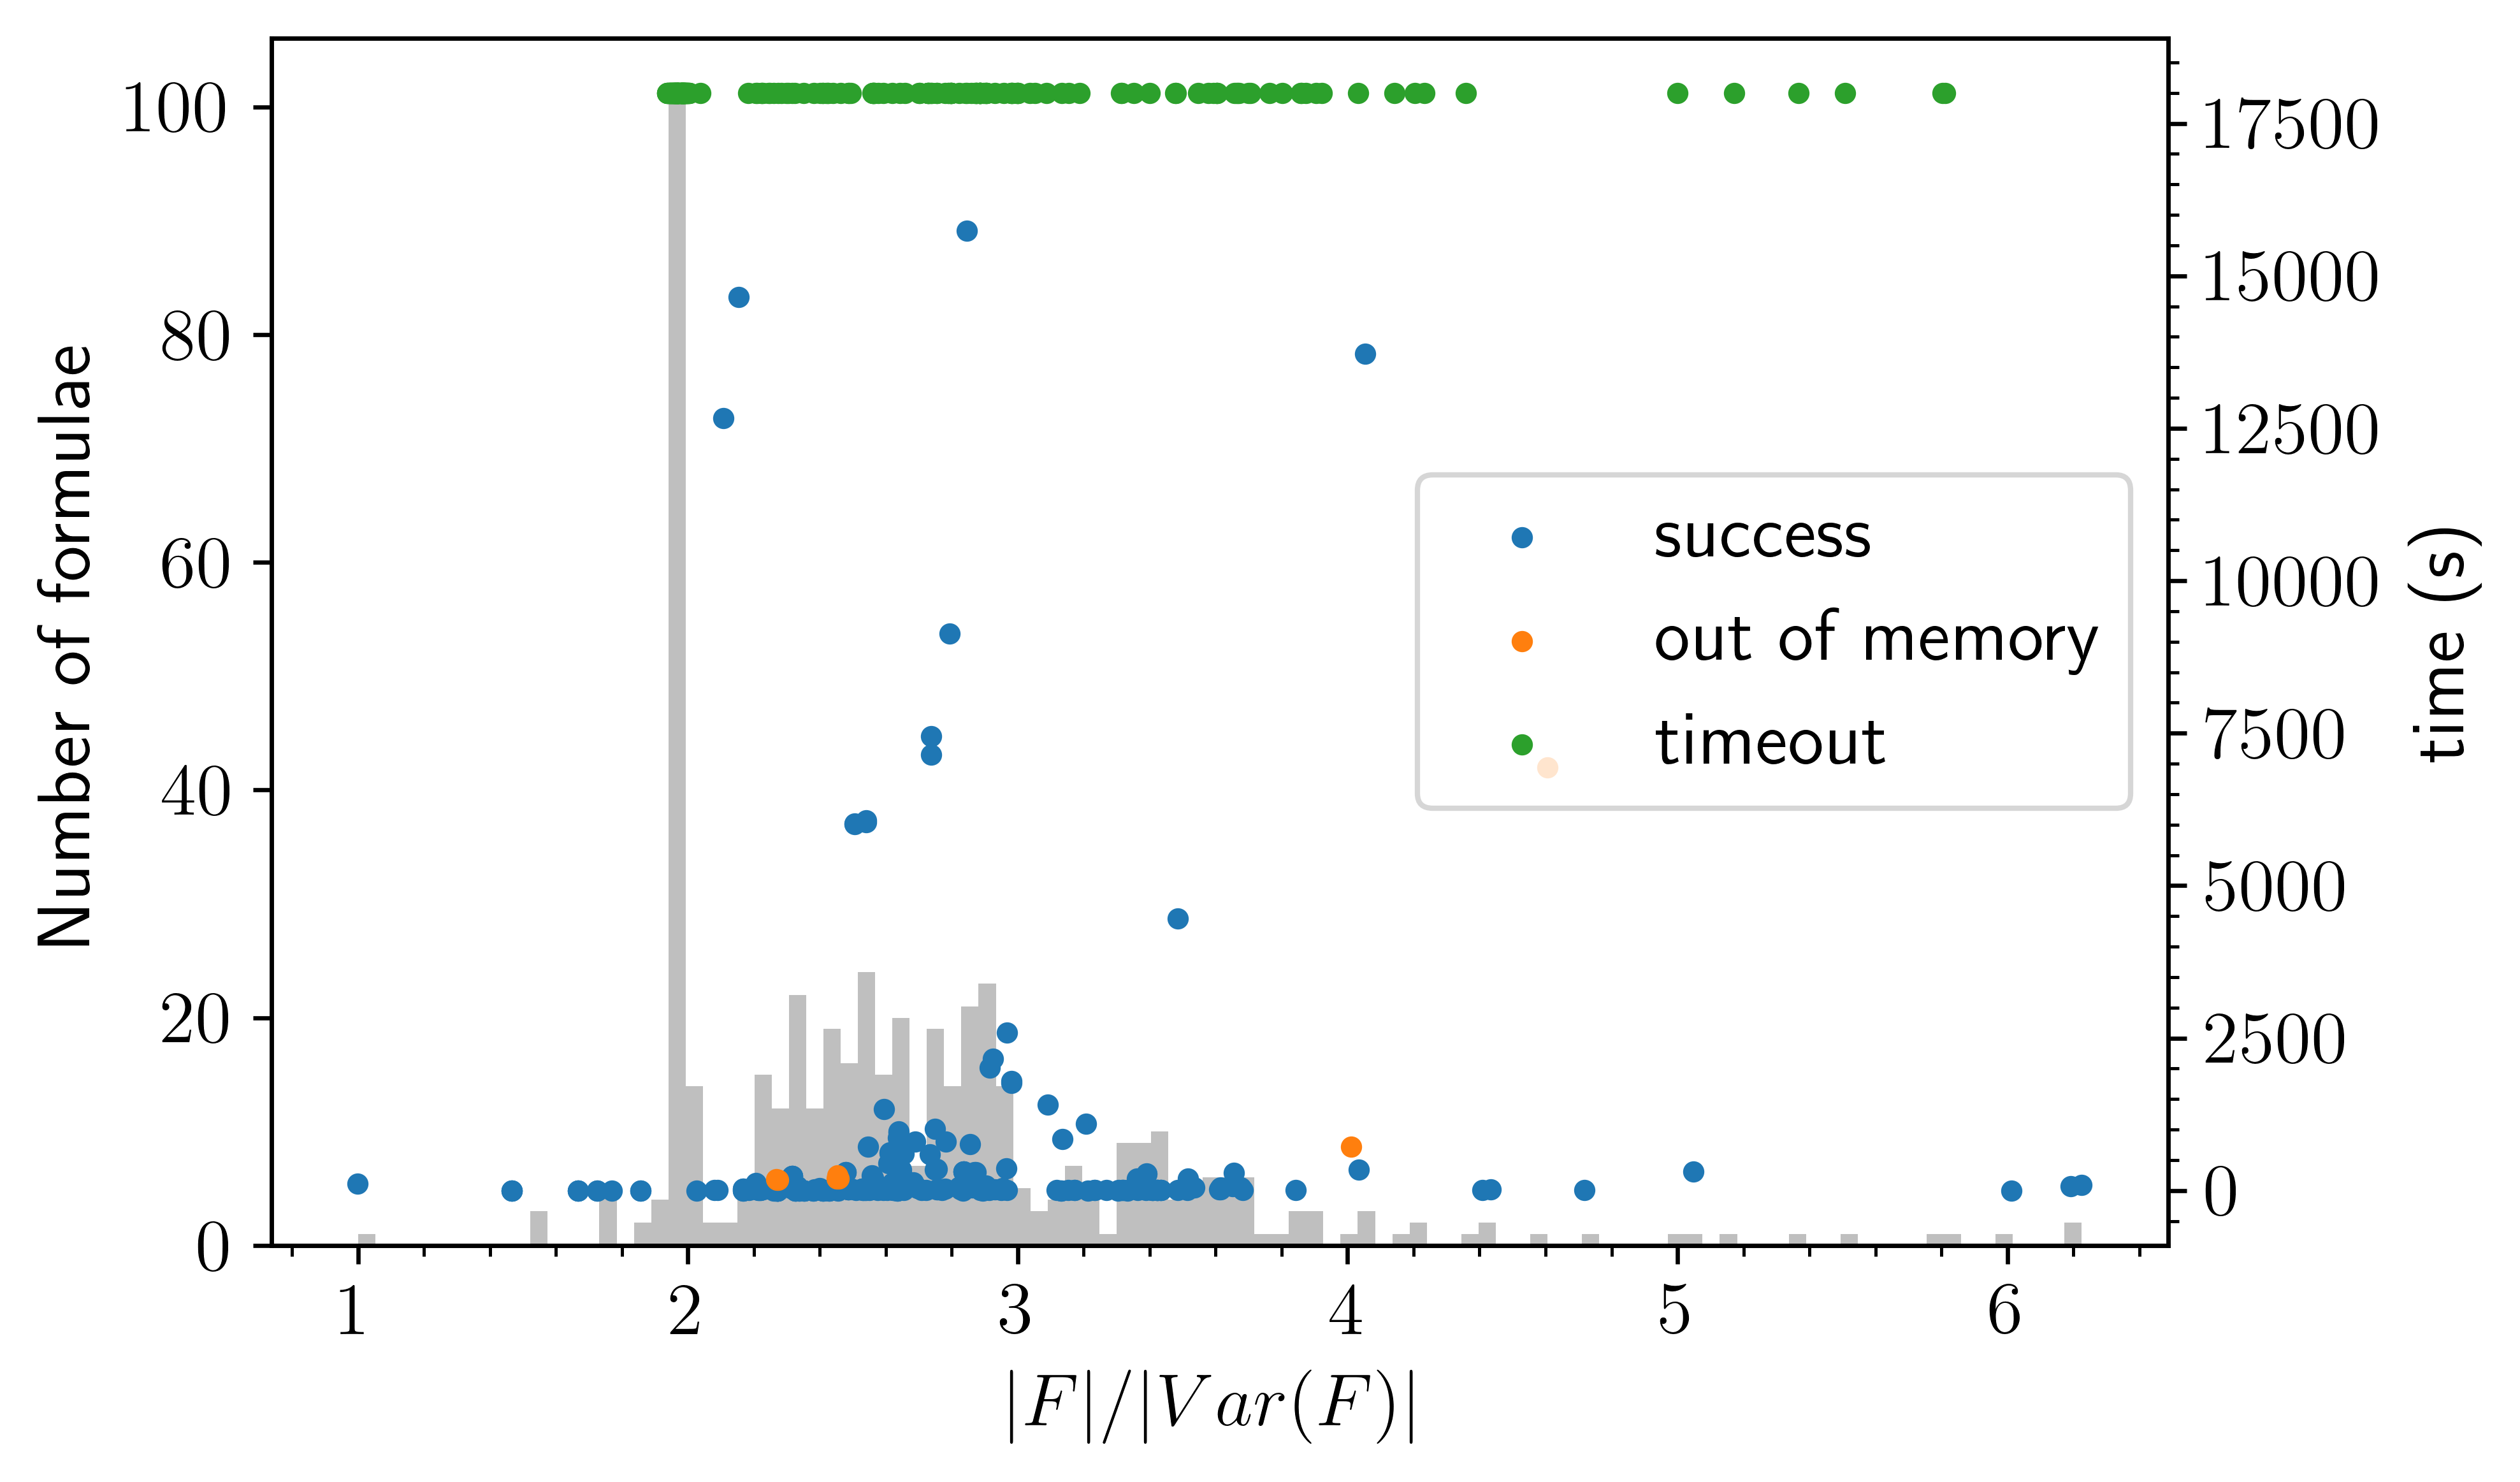 100
80
60
40
20
0
Number of formulae
17500
15000
12500
10000
7500
5000
2500
0
time (s)
success
out of memory
timeout
1 2 3 4 5 6
|F|/|Var(F)|